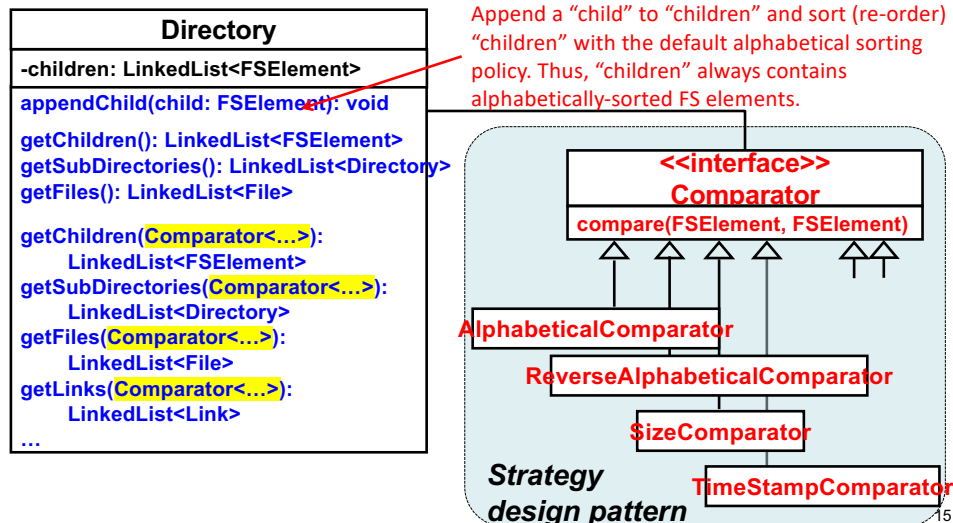 Directory
-children: LinkedList<FSElement>
appendChild(child: FSElement): void
getChildren(): LinkedList<FSElement>
getSubDirectories(): LinkedList<Directory>
getFiles(): LinkedList<File>
getChildren(Comparator<…>):
LinkedList<FSElement>
getSubDirectories(Comparator<…>):
LinkedList<Directory>
getFiles(Comparator<…>):
LinkedList<File>
getLinks(Comparator<…>):
LinkedList<Link>
…
Append a “child” to “children” and sort (re-order)
“children” with the default alphabetical sorting
policy. Thus, “children” always contains
alphabetically-sorted FS elements.
<<interface>>
Comparator
compare(FSElement, FSElement)
AlphabeticalComparator
ReverseAlphabeticalComparator
SizeComparator
TimeStampComparator
Strategy
design pattern
15